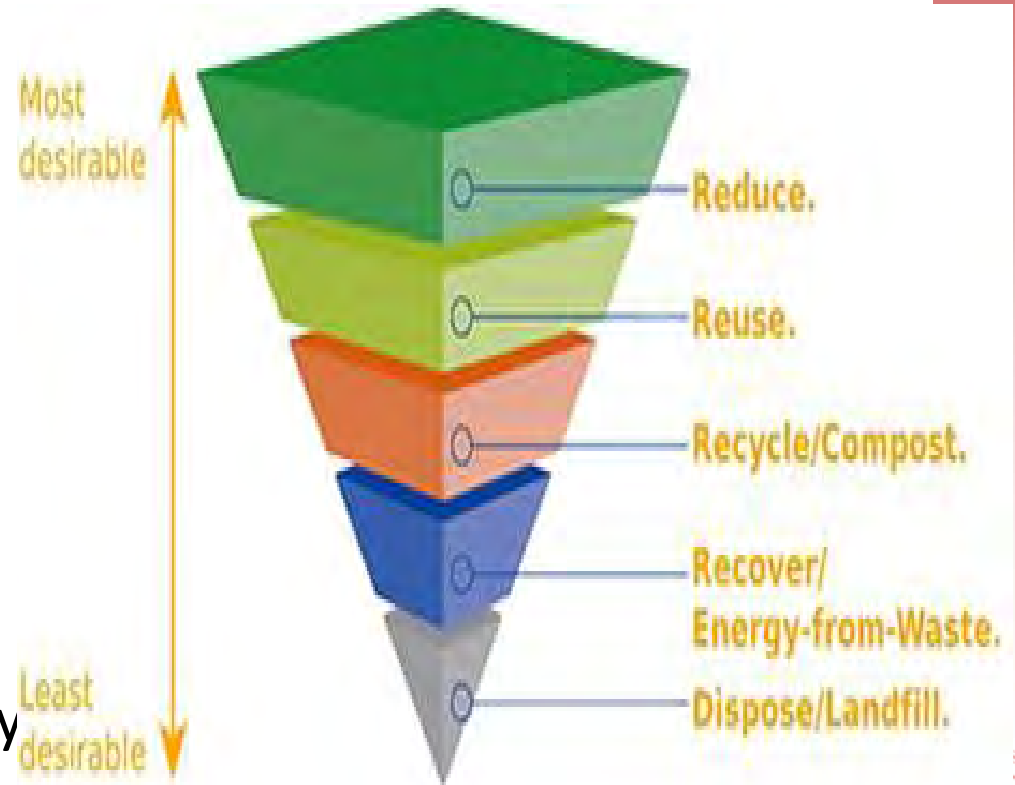 Most
desirable
Reduce.
Reuse.
Recycle/Compost.
Recover/
Energy-from-Waste.
Dispose/Landfill.
Least
y
desirable